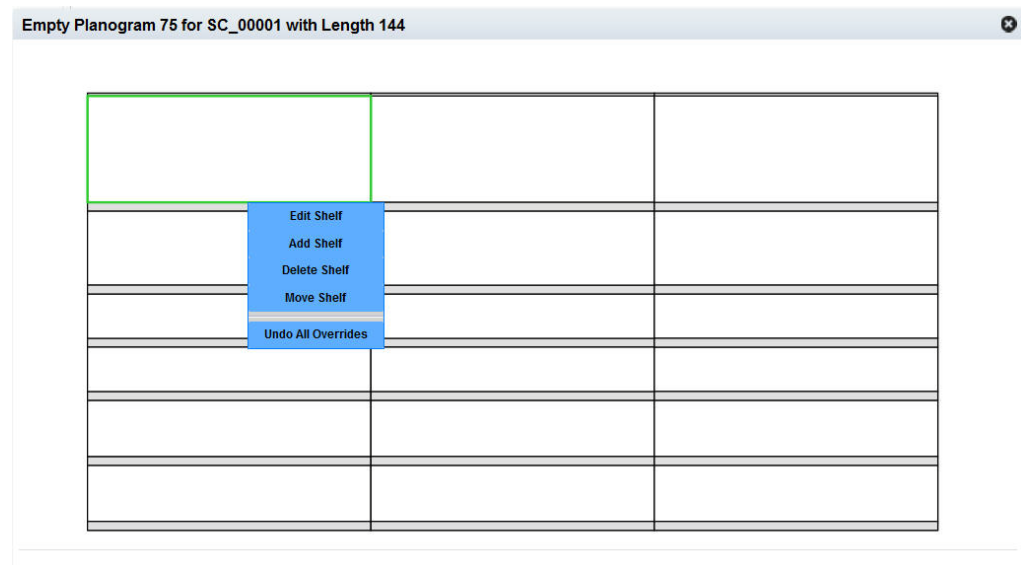 Empty Planogram 75 for SC_00001 with Length 144
Edit Shelf
Add Shelf
Delete Shelf
Move Shelf
Undo All Overrides